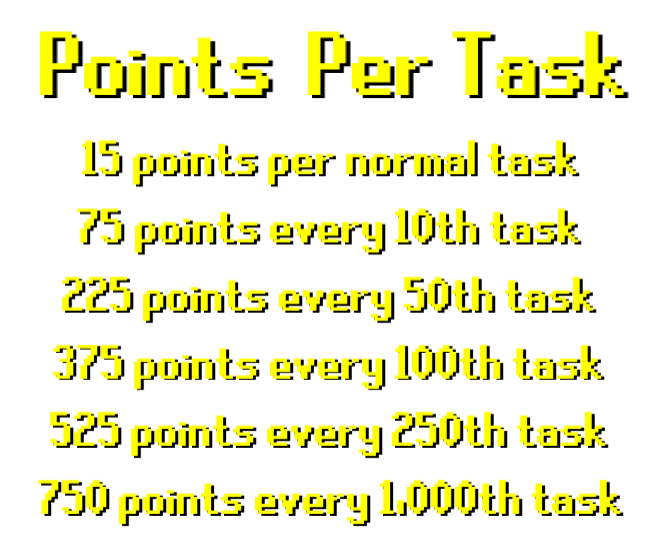 Points Per Task
15 points per normal task
75 points every 10th task
225 points every 50th task
375 points every 100th task
525 points every 250th task
750 points every 1,000th task